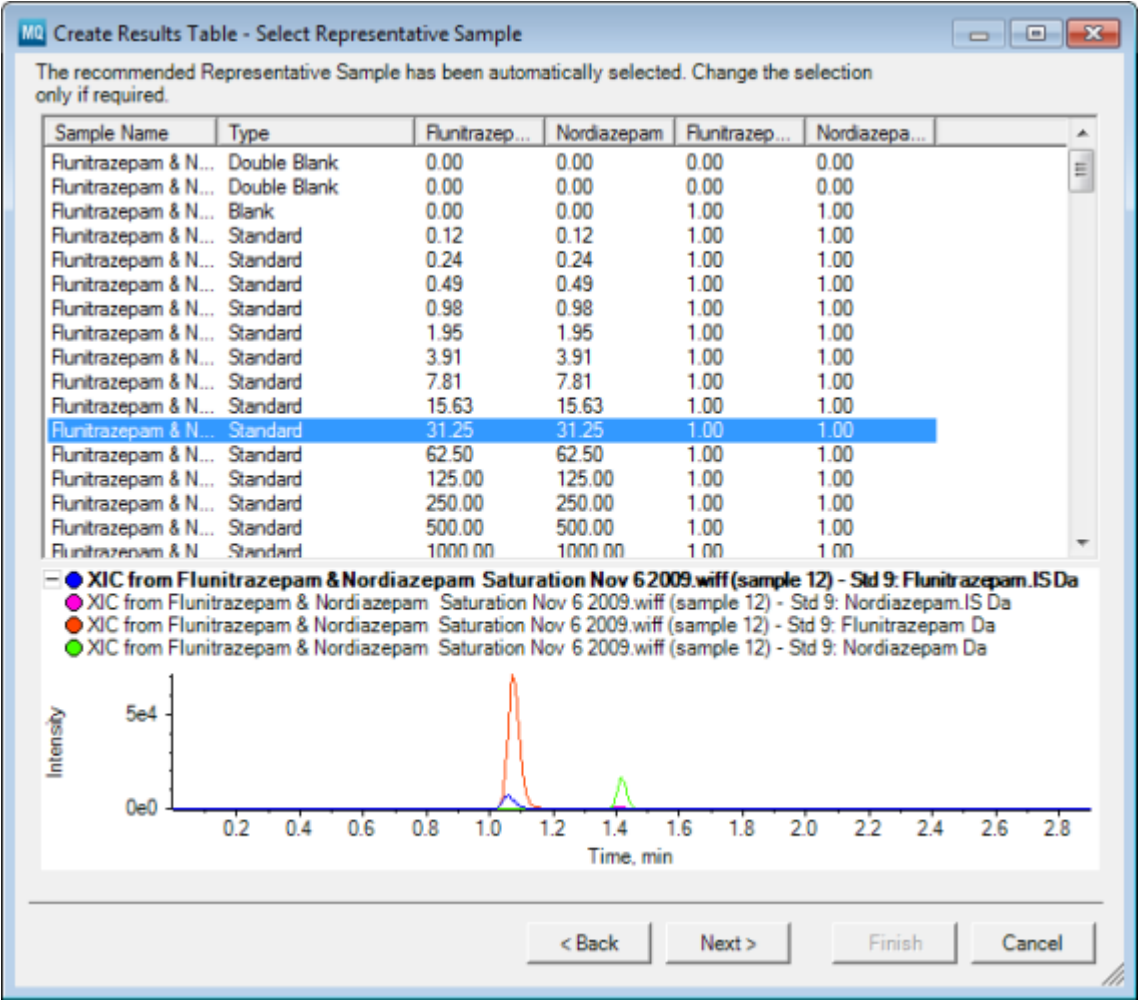 MQ Create Results Table - Select Representative Sample
The recommended Representative Sample has been automatically selected. Change the selection
only if required.
Sample Name Type Flunitrazep... Nordiazepam Flunitrazep... Nordiazepa...
Flunitrazepam & N... Double Blank 0.00 0.00 0.00 0.00
Flunitrazepam & N... Double Blank 0.00 0.00 0.00 0.00
Flunitrazepam & N... Blank 0.00 0.00 1.00 1.00
Flunitrazepam & N... Standard 0.12 0.12 1.00 1.00
Flunitrazepam & N... Standard 0.24 0.24 1.00 1.00
Flunitrazepam & N... Standard 0.49 0.49 1.00 1.00
Flunitrazepam & N... Standard 0.98 0.98 1.00 1.00
Flunitrazepam & N... Standard 1.95 1.95 1.00 1.00
Flunitrazepam & N... Standard 3.91 3.91 1.00 1.00
Flunitrazepam & N... Standard 7.81 7.81 1.00 1.00
Flunitrazepam & N... Standard 15.63 15.63 1.00 1.00
Flunitrazepam & N... Standard 31.25 31.25 1.00 1.00
Flunitrazepam & N... Standard 62.50 62.50 1.00 1.00
Flunitrazepam & N... Standard 125.00 125.00 1.00 1.00
Flunitrazepam & N... Standard 250.00 250.00 1.00 1.00
Flunitrazepam & N... Standard 500.00 500.00 1.00 1.00
Flunitrazepam & N... Standard 1000.00 1000.00 1.00 1.00
XIC from Flunitrazepam & Nordiazepam Saturation Nov 6 2009.wiff (sample 12) - Std 9: Flunitrazepam.IS Da
XIC from Flunitrazepam & Nordiazepam Saturation Nov 6 2009.wiff (sample 12) - Std 9: Nordiazepam.IS Da
XIC from Flunitrazepam & Nordiazepam Saturation Nov 6 2009.wiff (sample 12) - Std 9: Flunitrazepam Da
XIC from Flunitrazepam & Nordiazepam Saturation Nov 6 2009.wiff (sample 12) - Std 9: Nordiazepam Da
Intensity
5e4
0e0
0.2 0.4 0.6 0.8 1.0 1.2 1.4 1.6 1.8 2.0 2.2 2.4 2.6 2.8
Time, min
< Back Next > Finish Cancel